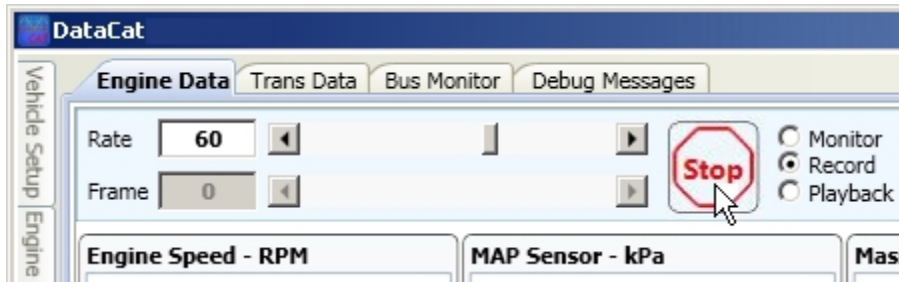 DataCat
Vehicle Setup
Engine
Engine Data Trans Data Bus Monitor Debug Messages
Rate 60
Frame 0
Stop
Monitor
Record
Playback
Engine Speed - RPM MAP Sensor - kPa Mas